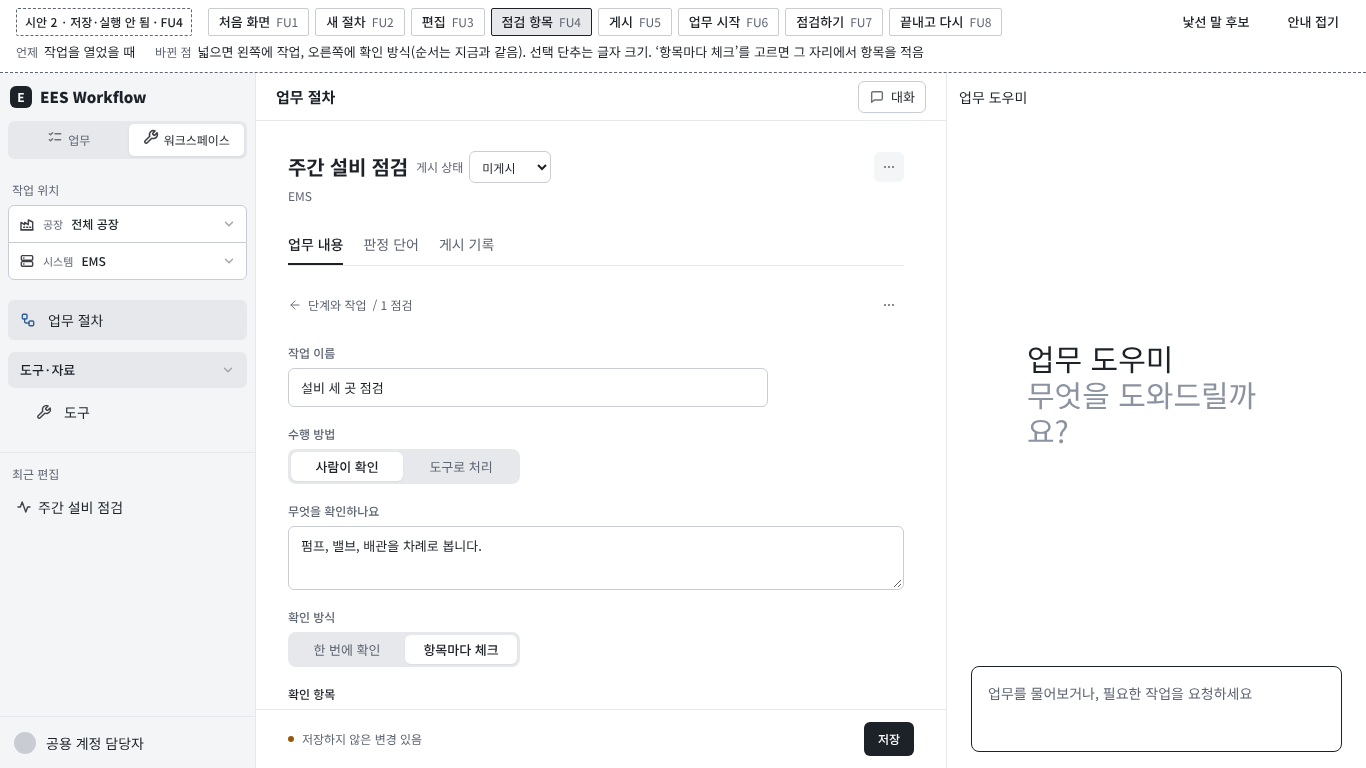 시안 2 · 저장·실행 안 됨 · FU4
처음 화면 FU1
새 절차 FU2
편집 FU3
점검 항목 FU4
게시 FU5
업무 시작 FU6
점검하기 FU7
끝내고 다시 FU8
낯선 말 후보
안내 접기
언제 작업을 열었을 때 바뀐 점 넓으면 왼쪽에 작업, 오른쪽에 확인 방식(순서는 지금과 같음). 선택 단추는 글자 크기. ‘항목마다 체크’를 고르면 그 자리에서 항목을 적음
E EES Workflow
업무
워크스페이스
작업 위치
공장 전체 공장
시스템 EMS
업무 절차
도구·자료
도구
최근 편집
주간 설비 점검
공용 계정 담당자
업무 절차
대화
주간 설비 점검 게시 상태 미게시
EMS
업무 내용
판정 단어
게시 기록
단계와 작업 / 1 점검
작업 이름
설비 세 곳 점검
수행 방법
사람이 확인
도구로 처리
무엇을 확인하나요
펌프, 밸브, 배관을 차례로 봅니다.
확인 방식
한 번에 확인
항목마다 체크
확인 항목
저장하지 않은 변경 있음
저장
업무 도우미
업무 도우미
무엇을 도와드릴까
요?
업무를 물어보거나, 필요한 작업을 요청하세요